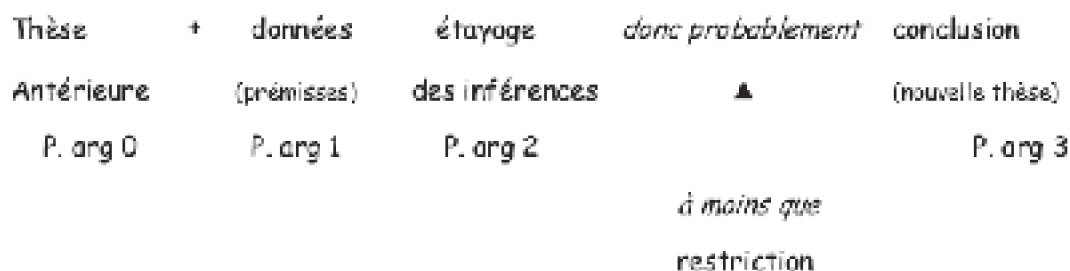 Thèse + données étayage donc probablement conclusion
Antérieure (prémisses) des inférences ▲ (nouvelle thèse)
P. arg 0 P. arg 1 P. arg 2 P. arg 3
à moins que
restriction